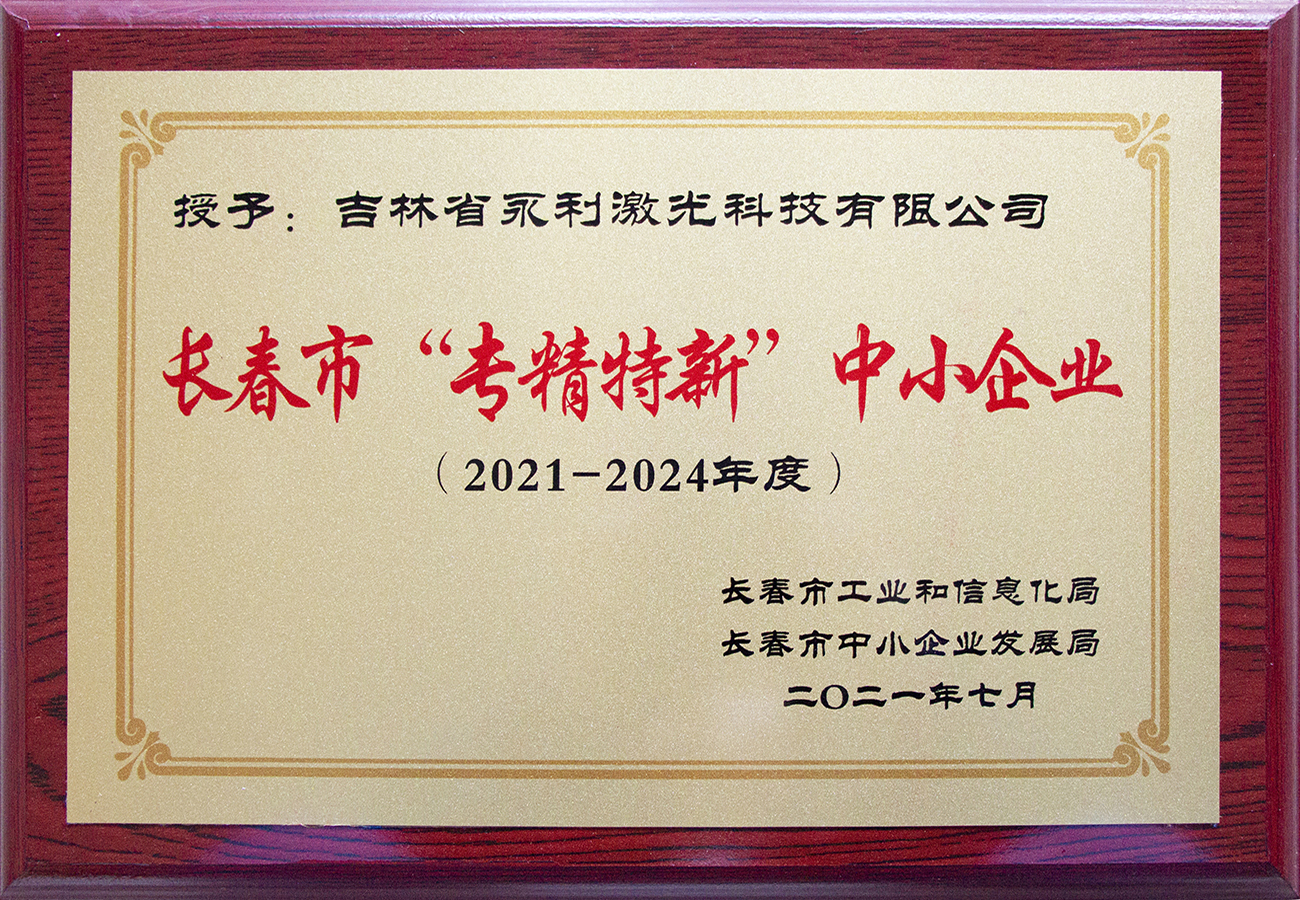 授予：吉林省永利激光科技有限公司
长春市“专精特新”中小企业
（2021-2024年度）
长春市工业和信息化局
长春市中小企业发展局
二〇二一年七月